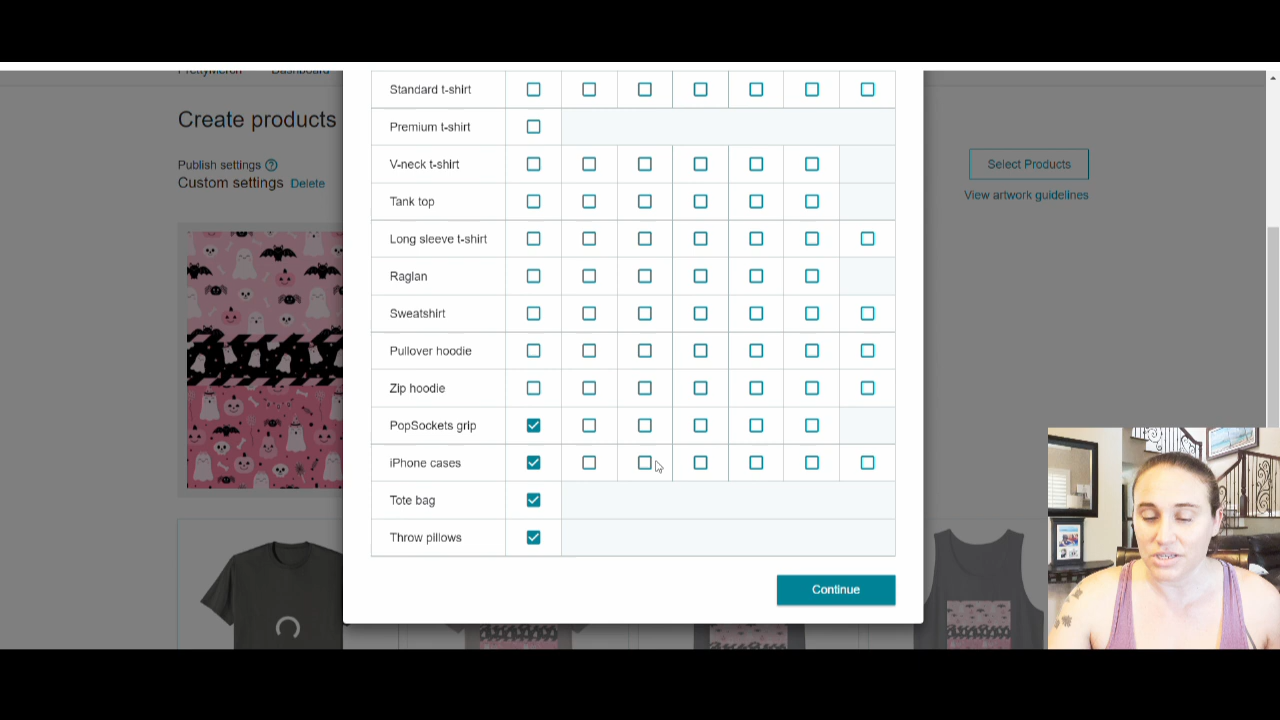 PrettyMerch Dashboard
Create products
Publish settings ?
Custom settings Delete
Select Products
View artwork guidelines
Standard t-shirt
Premium t-shirt
V-neck t-shirt
Tank top
Long sleeve t-shirt
Raglan
Sweatshirt
Pullover hoodie
Zip hoodie
PopSockets grip
iPhone cases
Tote bag
Throw pillows
Continue